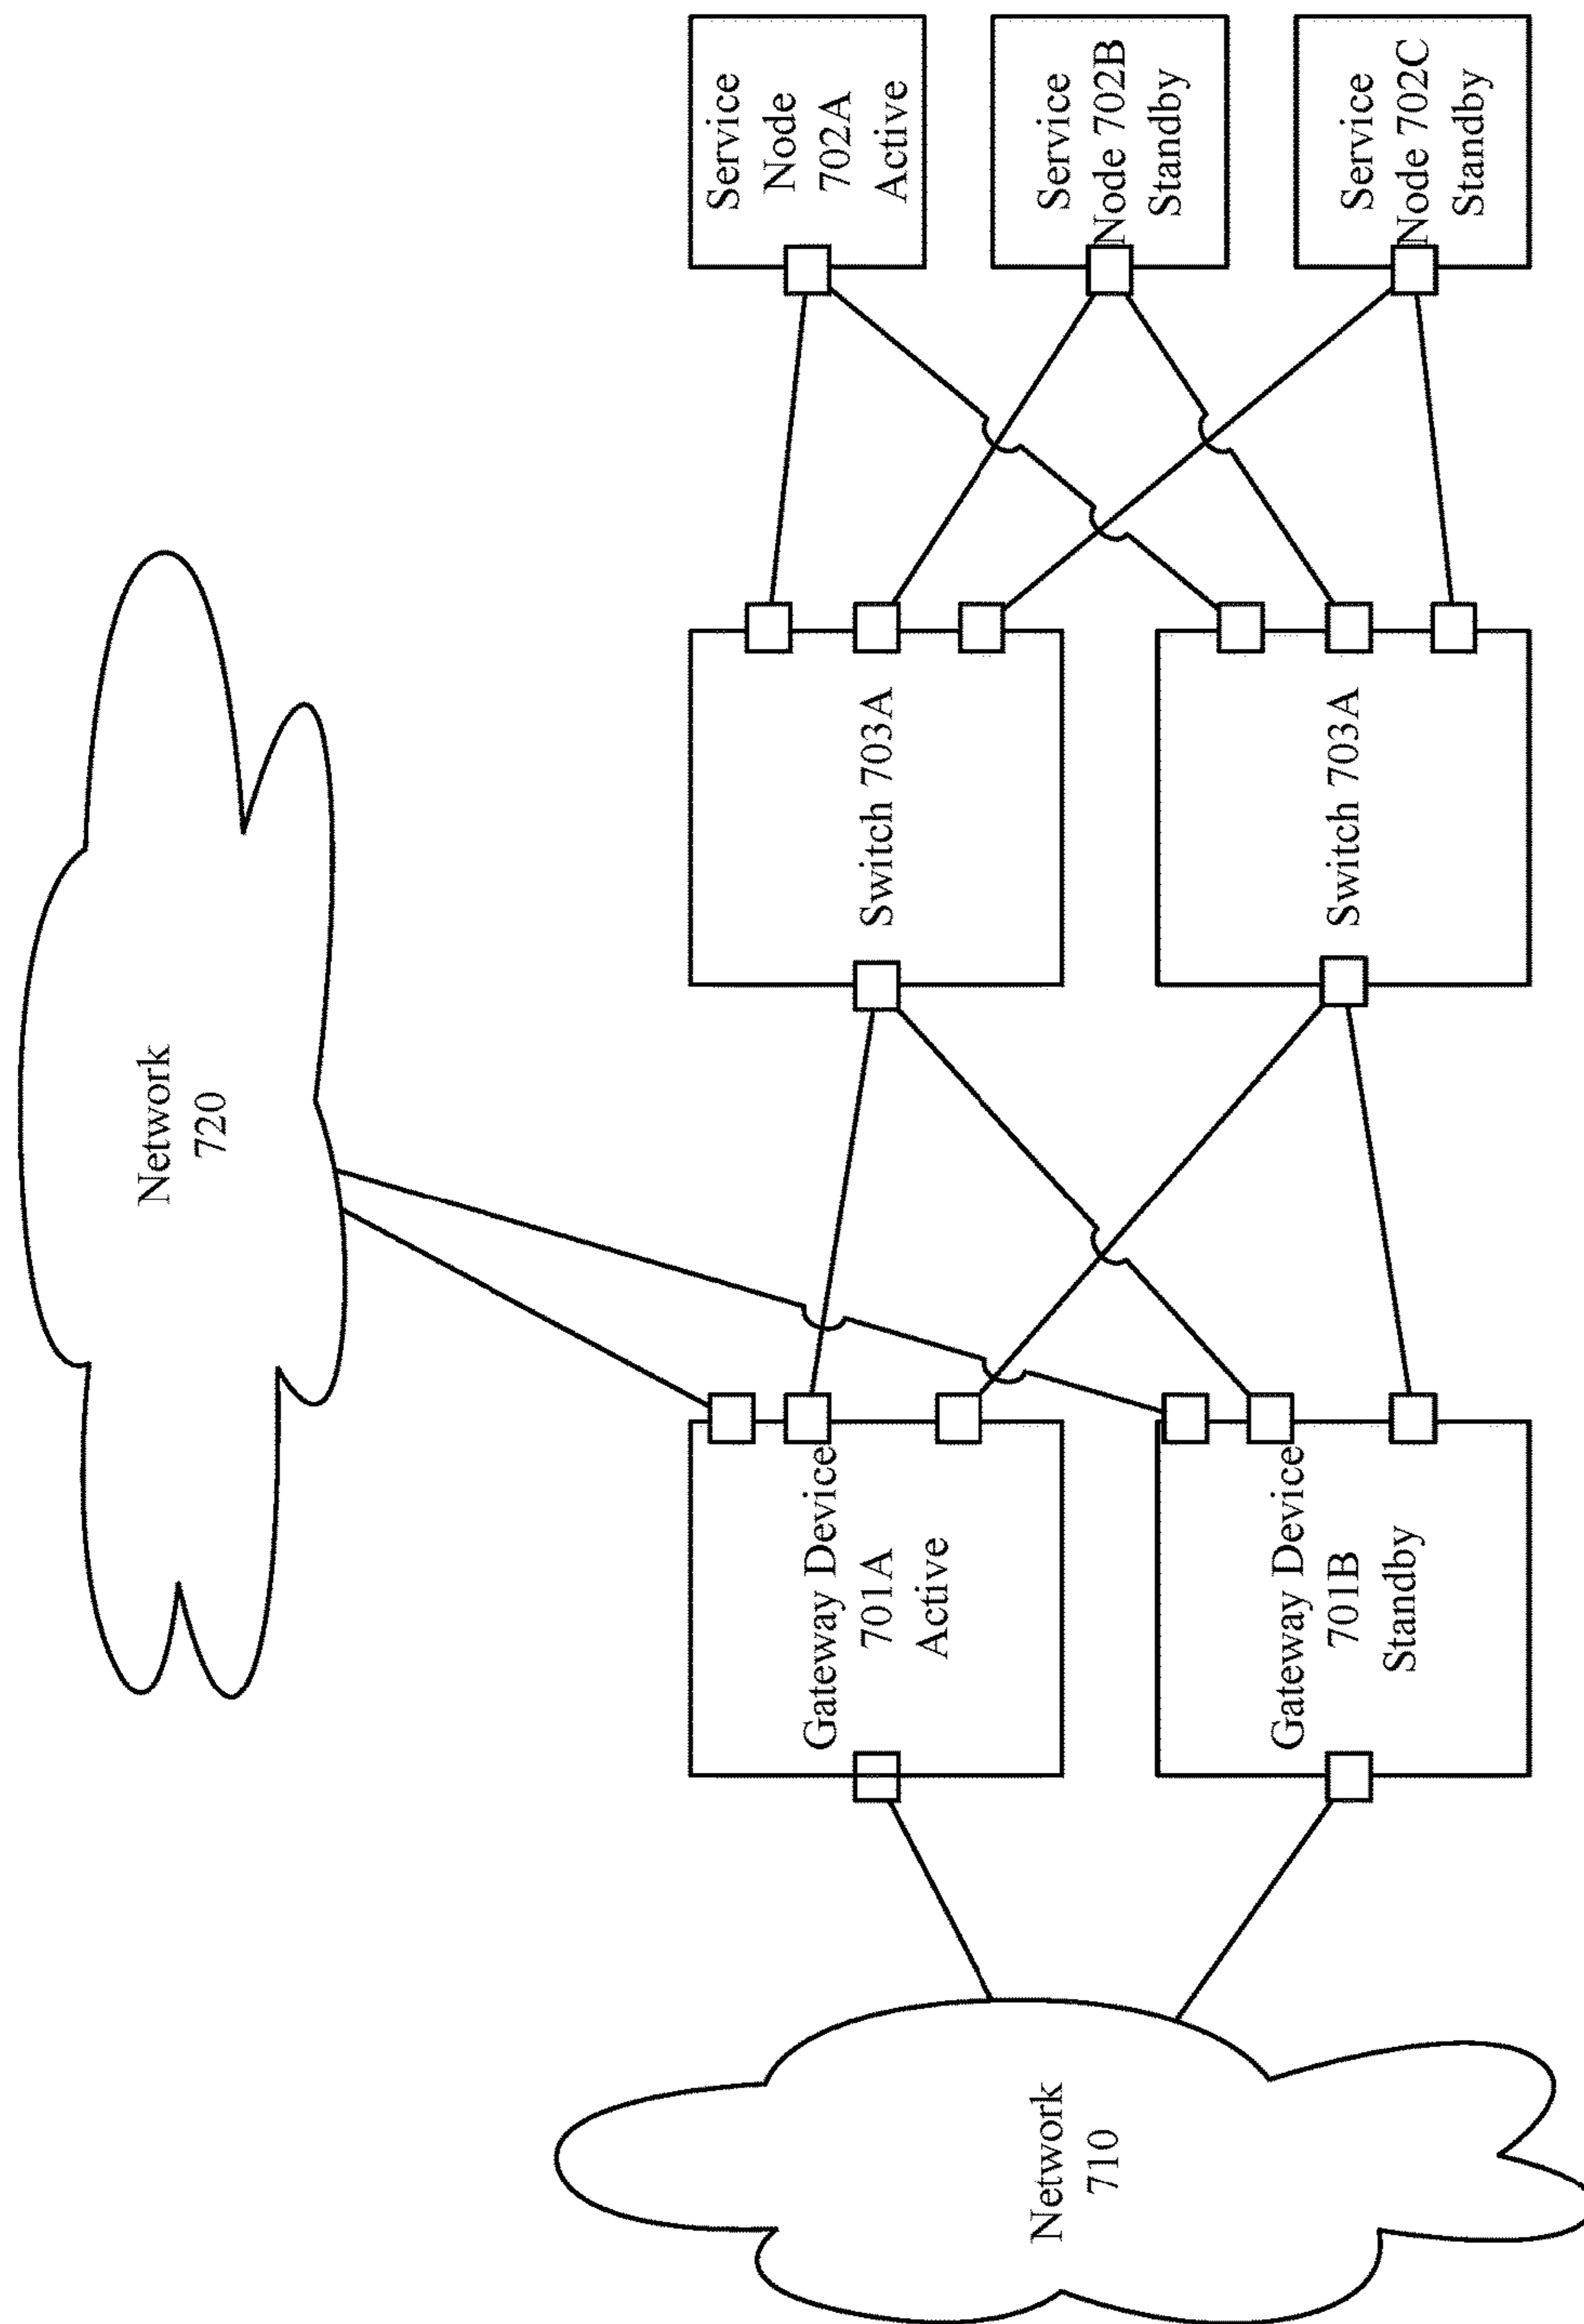 Network
720
Network
710
Gateway Device
701A
Active
Switch 703A
Service
Node
702A
Active
Service
Node 702B
Standby
Gateway Device
701B
Standby
Switch 703A
Service
Node 702C
Standby